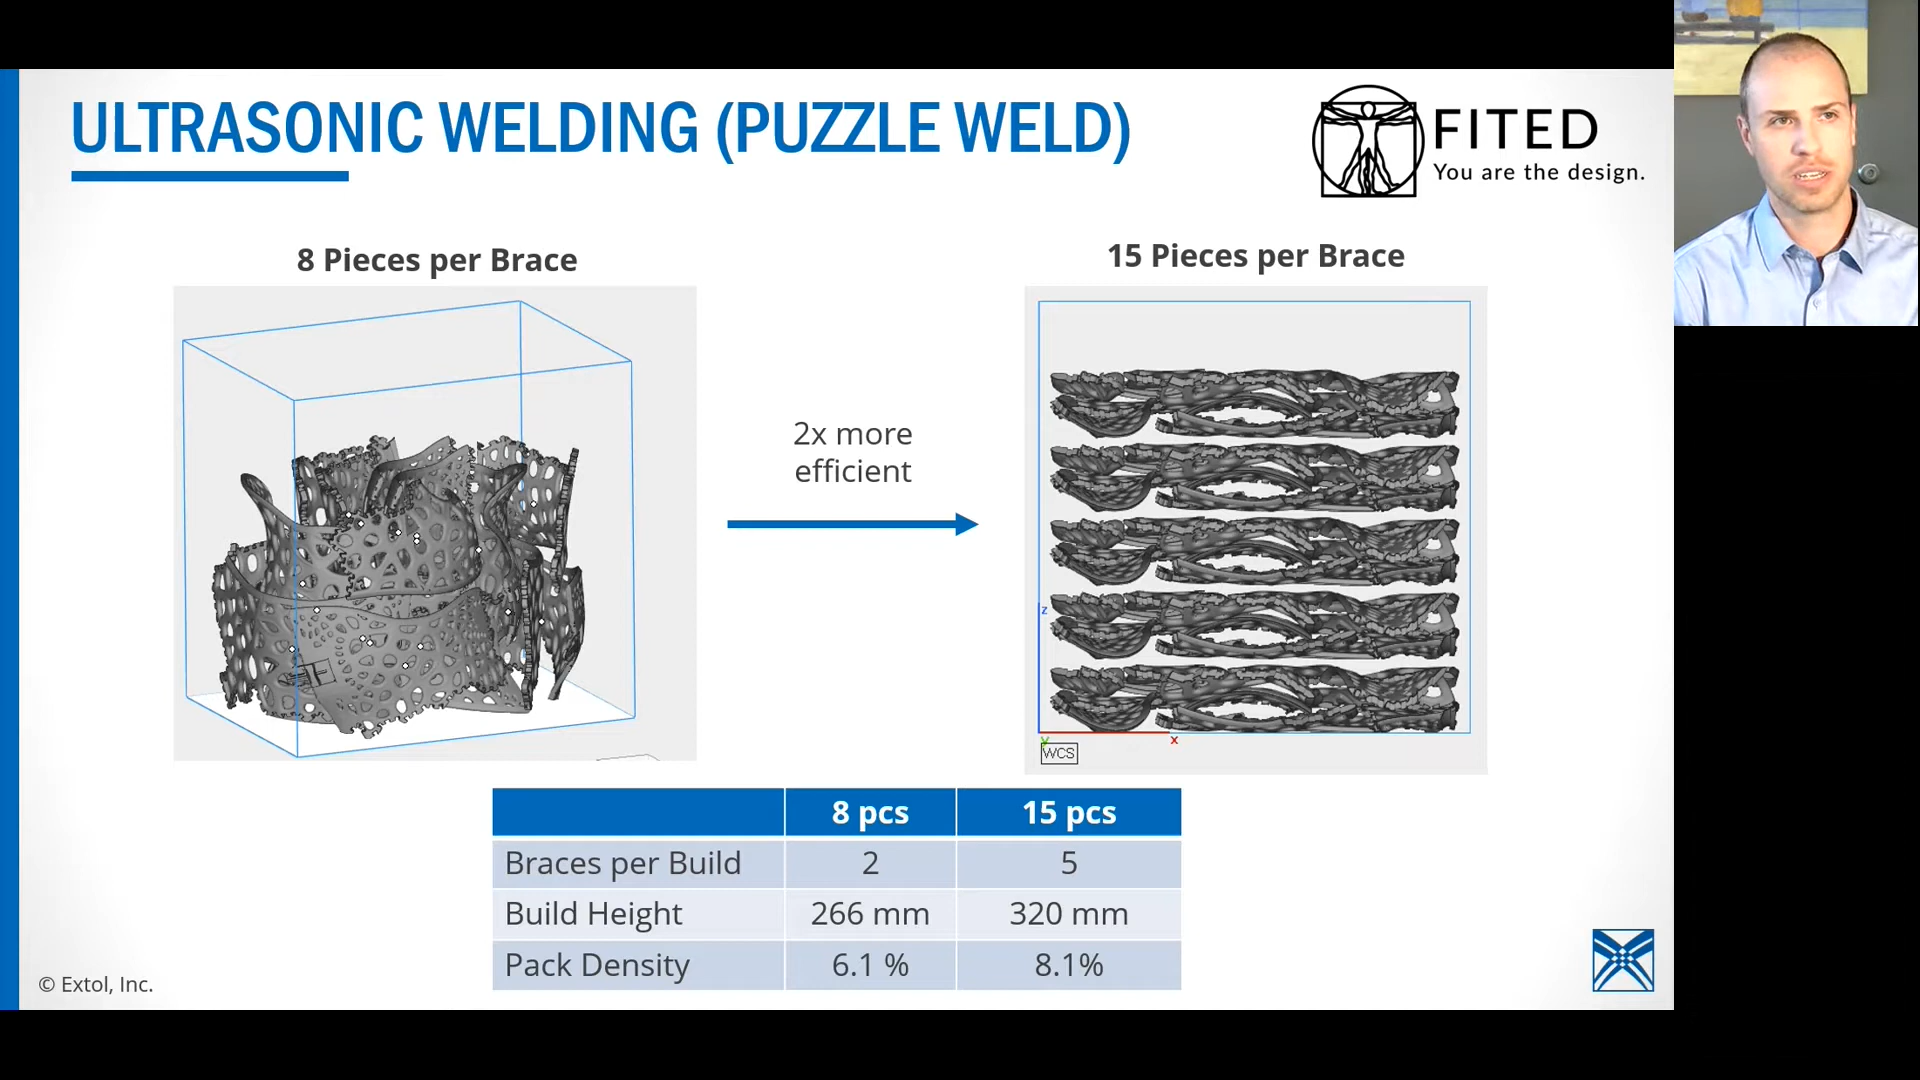 ULTRASONIC WELDING (PUZZLE WELD)
FITED
You are the design.
8 Pieces per Brace
15 Pieces per Brace
2x more
efficient
z
y
x
WCS
8 pcs 15 pcs
Braces per Build 2 5
Build Height 266 mm 320 mm
Pack Density 6.1 % 8.1%
© Extol, Inc.